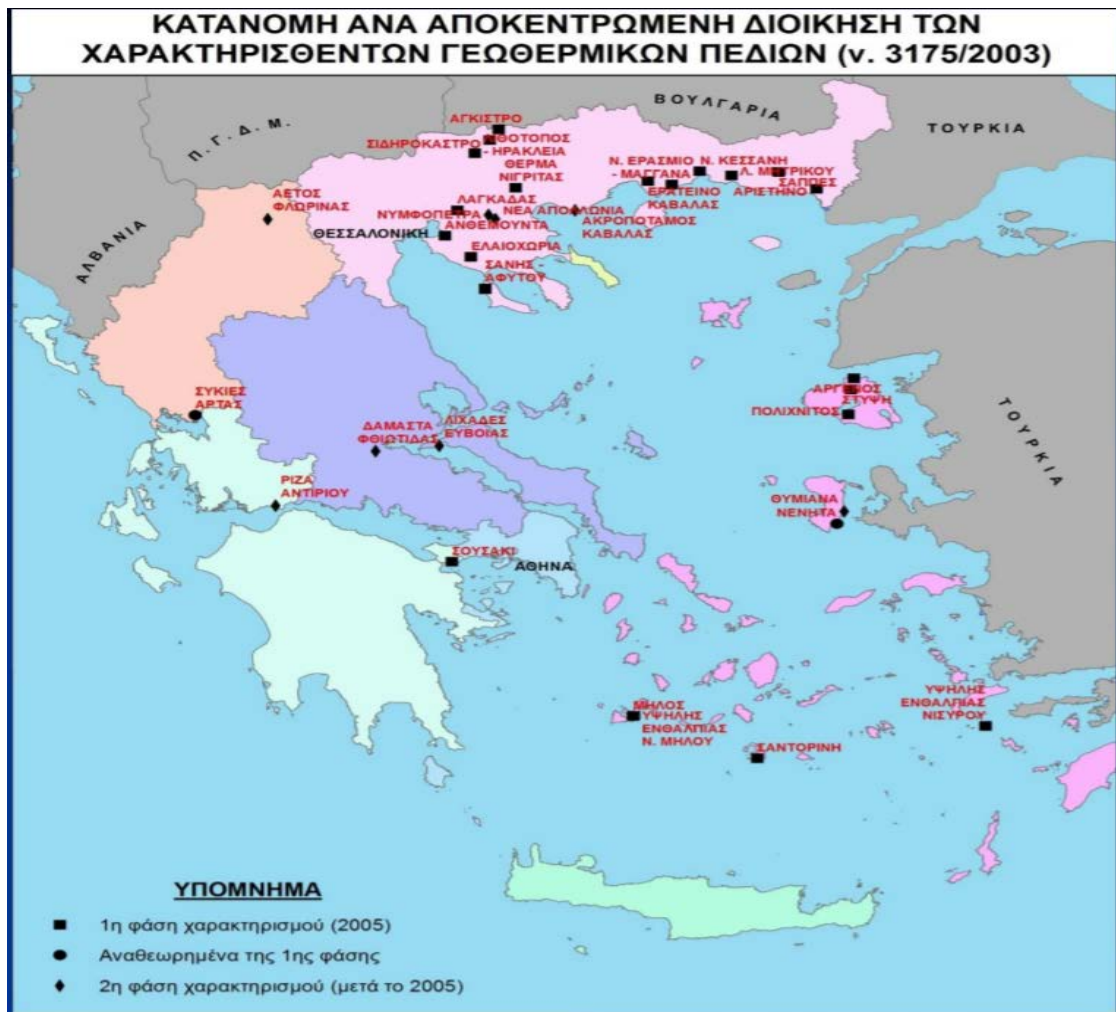 ΚΑΤΑΝΟΜΗ ΑΝΑ ΑΠΟΚΕΝΤΡΩΜΕΝΗ ΔΙΟΙΚΗΣΗ ΤΩΝ
ΧΑΡΑΚΤΗΡΙΣΘΕΝΤΩΝ ΓΕΩΘΕΡΜΙΚΩΝ ΠΕΔΙΩΝ (ν. 3175/2003)
ΒΟΥΛΓΑΡΙΑ
Π.Γ.Δ.Μ.
ΤΟΥΡΚΙΑ
ΑΛΒΑΝΙΑ
ΑΓΚΙΣΤΡΟ
ΣΙΔΗΡΟΚΑΣΤΡΟ
- ΗΡΑΚΛΕΙΑ
ΘΕΡΜΑ
ΝΙΓΡΙΤΑΣ
Ν. ΕΡΑΣΜΙΟ
- ΜΑΓΓΑΝΑ
Ν. ΚΕΣΣΑΝΗ
Λ. ΜΗΤΡΙΚΟΥ
ΣΑΠΠΕΣ
ΑΡΙΣΤΗΝΟ
ΕΡΑΤΕΙΝΟ
ΚΑΒΑΛΑΣ
ΑΕΤΟΣ
ΦΛΩΡΙΝΑΣ
ΛΑΓΚΑΔΑΣ
ΝΥΜΦΟΠΕΤΡΑ
ΝΕΑ ΑΠΟΛΛΩΝΙΑ
ΑΚΡΟΠΟΤΑΜΟΣ
ΚΑΒΑΛΑΣ
ΑΝΘΕΜΟΥΝΤΑ
ΘΕΣΣΑΛΟΝΙΚΗ
ΕΛΑΙΟΧΩΡΙΑ
ΣΑΝΗΣ -
ΑΦΥΤΟΥ
ΑΡΓΕΝΟΣ
ΣΤΥΨΗ
ΠΟΛΙΧΝΙΤΟΣ
ΤΟΥΡΚΙΑ
ΣΥΚΙΕΣ
ΑΡΤΑΣ
ΔΑΜΑΣΤΑ
ΦΘΙΩΤΙΔΑΣ
ΛΙΧΑΔΕΣ
ΕΥΒΟΙΑΣ
ΡΙΖΑ
ΑΝΤΙΡΙΟΥ
ΘΥΜΙΑΝΑ
ΝΕΝΗΤΑ
ΣΟΥΣΑΚΙ
ΑΘΗΝΑ
ΜΗΛΟΣ
ΥΨΗΛΗΣ
ΕΝΘΑΛΠΙΑΣ
Ν. ΜΗΛΟΥ
ΣΑΝΤΟΡΙΝΗ
ΥΨΗΛΗΣ
ΕΝΘΑΛΠΙΑΣ
ΝΙΣΥΡΟΥ
ΥΠΟΜΝΗΜΑ
1η φάση χαρακτηρισμού (2005)
Αναθεωρημένα της 1ης φάσης
2η φάση χαρακτηρισμού (μετά το 2005)